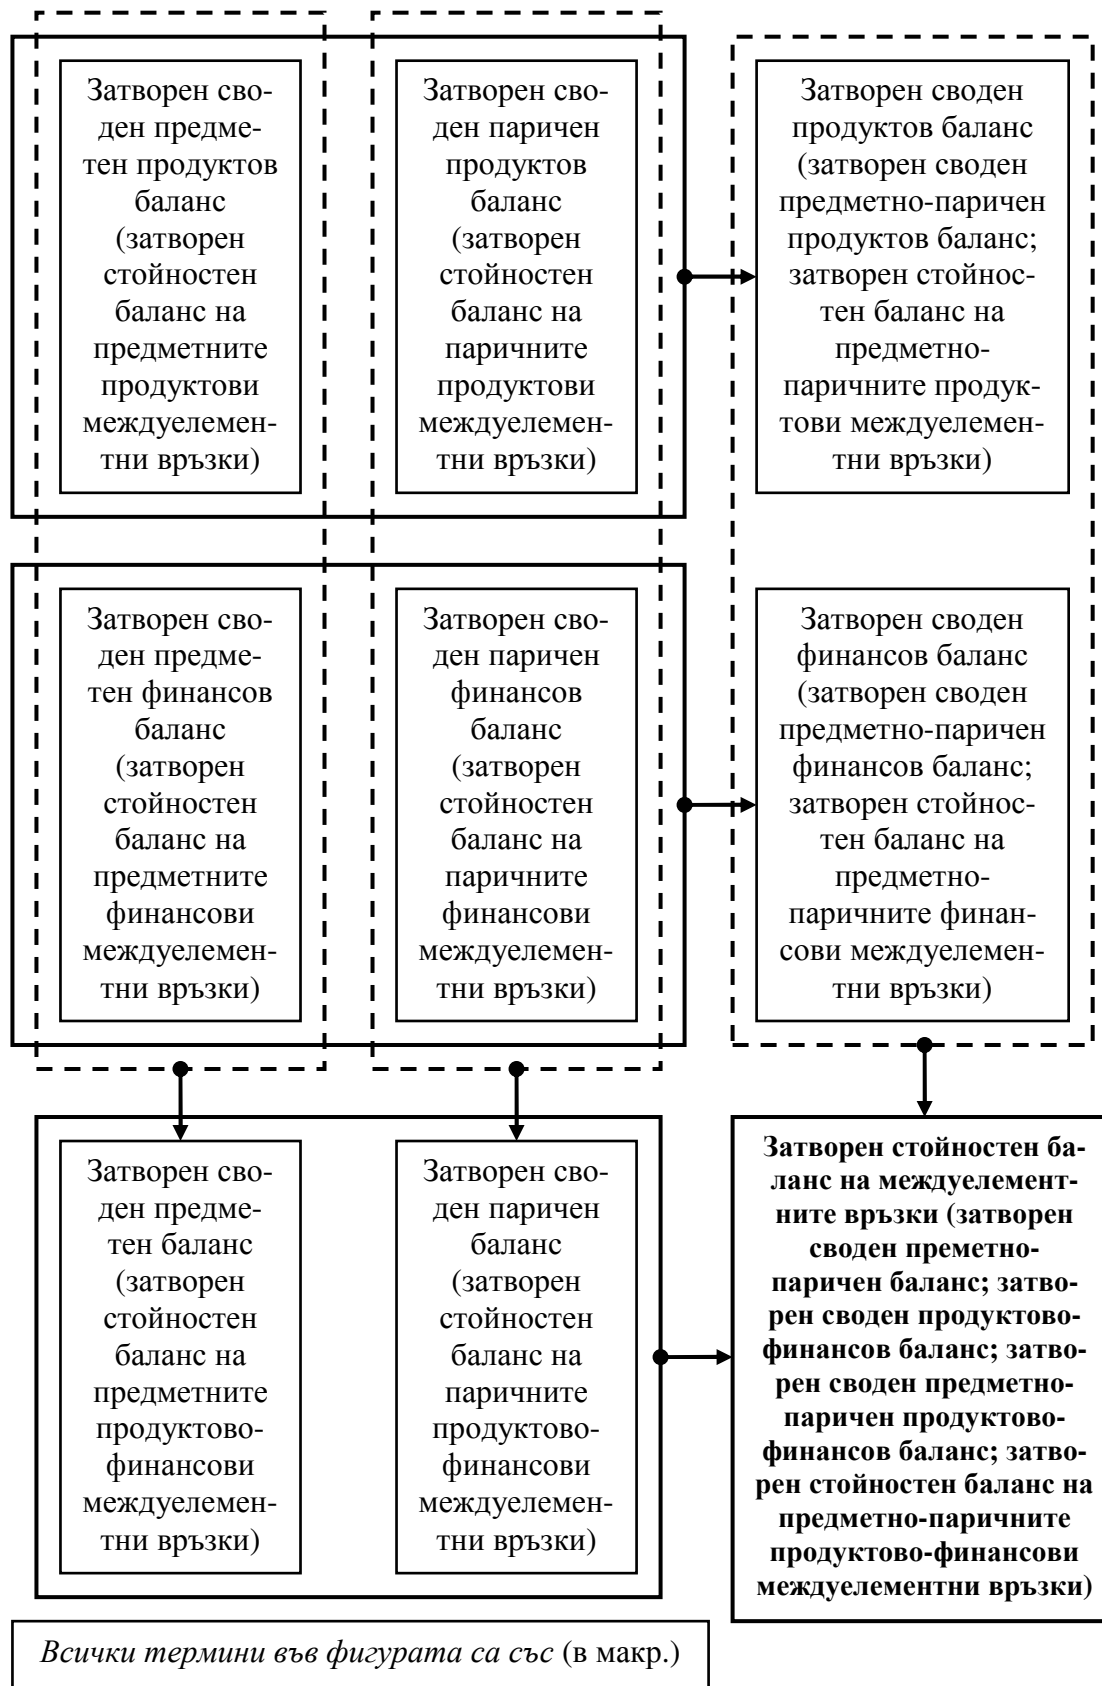 Затворен сво-
ден предме-
тен продуктов
баланс
(затворен
стойностен
баланс на
предметните
продуктови
междуелемен-
тни връзки)
Затворен сво-
ден паричен
продуктов
баланс
(затворен
стойностен
баланс на
паричните
продуктови
междуелемен-
тни връзки)
Затворен своден
продуктов баланс
(затворен своден
предметно-паричен
продуктов баланс;
затворен стойнос-
тен баланс на
предметно-
паричните продук-
тови междуелемен-
тни връзки)
Затворен сво-
ден предме-
тен финансов
баланс
(затворен
стойностен
баланс на
предметните
финансови
междуелемен-
тни връзки)
Затворен сво-
ден паричен
финансов
баланс
(затворен
стойностен
баланс на
паричните
финансови
междуелемен-
тни връзки)
Затворен своден
финансов баланс
(затворен своден
предметно-паричен
финансов баланс;
затворен стойнос-
тен баланс на
предметно-
паричните финан-
сови междуелемен-
тни връзки)
Затворен сво-
ден предме-
тен баланс
(затворен
стойностен
баланс на
предметните
продуктово-
финансови
междуелемен-
тни връзки)
Затворен сво-
ден паричен
баланс
(затворен
стойностен
баланс на
паричните
продуктово-
финансови
междуелемен-
тни връзки)
Затворен стойностен ба-
ланс на междуелемент-
ните връзки (затворен
своден преметно-
паричен баланс; затво-
рен своден продуктово-
финансов баланс; затво-
рен своден предметно-
паричен продуктово-
финансов баланс; затво-
рен стойностен баланс на
предметно-паричните
продуктово-финансови
междуелементни връзки)
Всички термини във фигурата са със (в макр.)